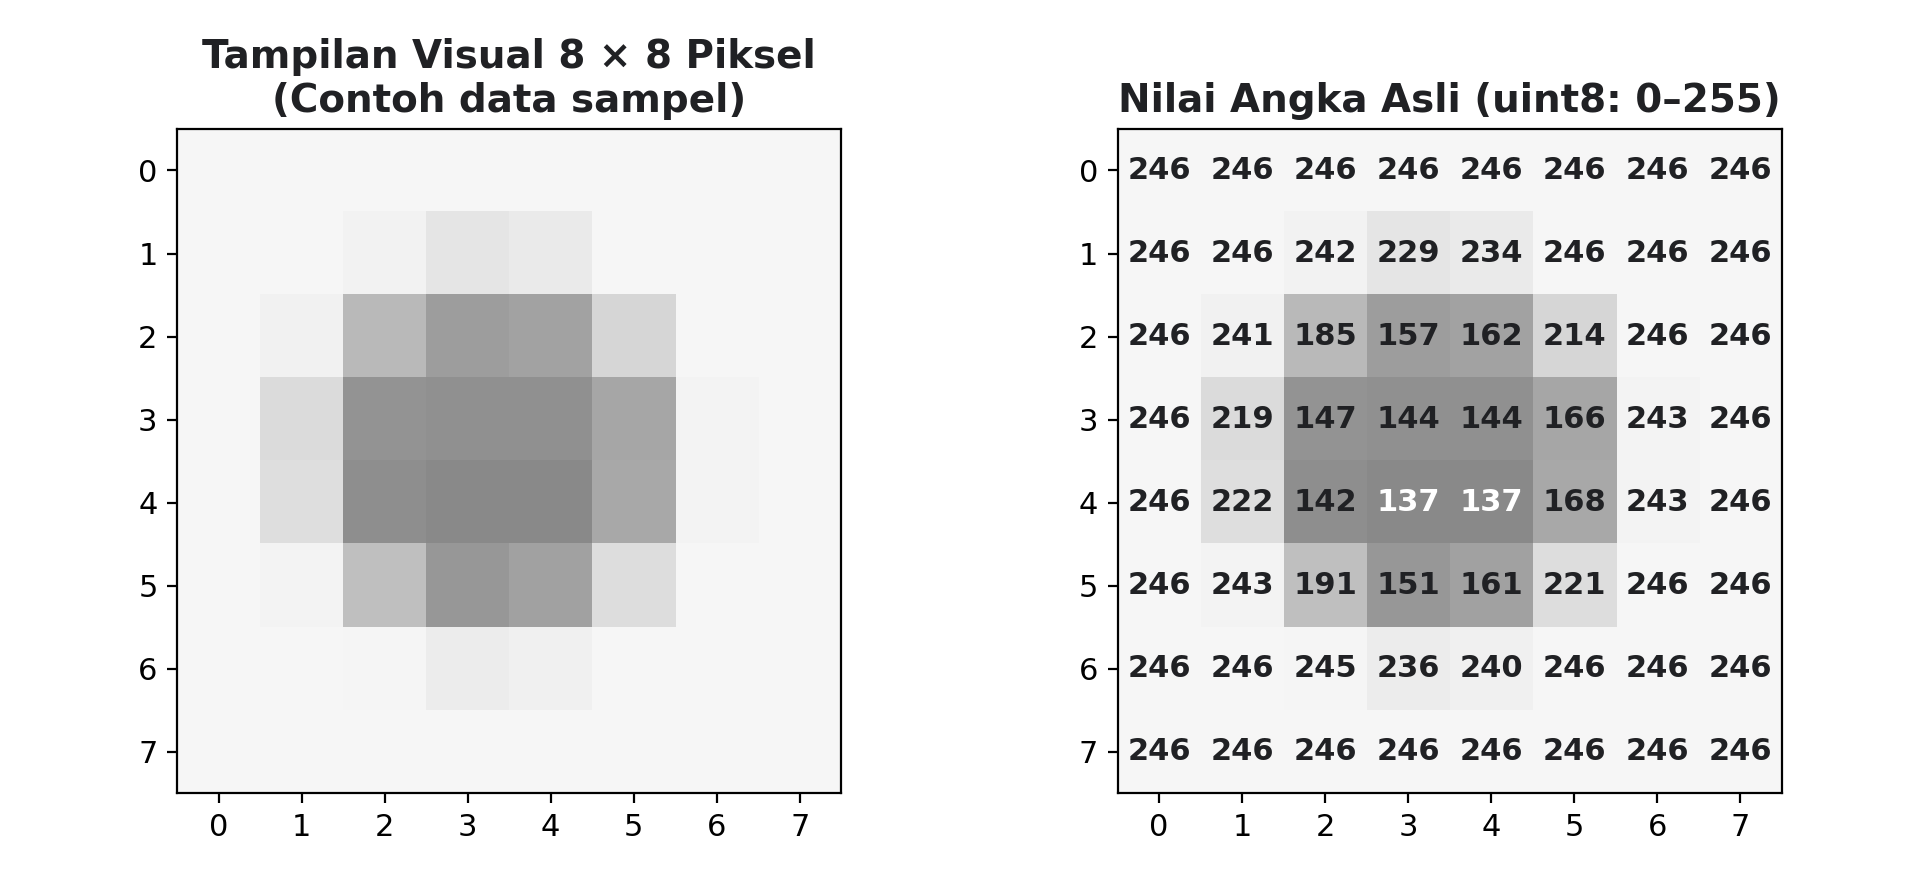 Tampilan Visual 8 × 8 Piksel
(Contoh data sampel)
0
1
2
3
4
5
6
7
0 1 2 3 4 5 6 7
Nilai Angka Asli (uint8: 0–255)
0 246 246 246 246 246 246 246 246
1 246 246 242 229 234 246 246 246
2 246 241 185 157 162 214 246 246
3 246 219 147 144 144 166 243 246
4 246 222 142 137 137 168 243 246
5 246 243 191 151 161 221 246 246
6 246 246 245 236 240 246 246 246
7 246 246 246 246 246 246 246 246
0 1 2 3 4 5 6 7